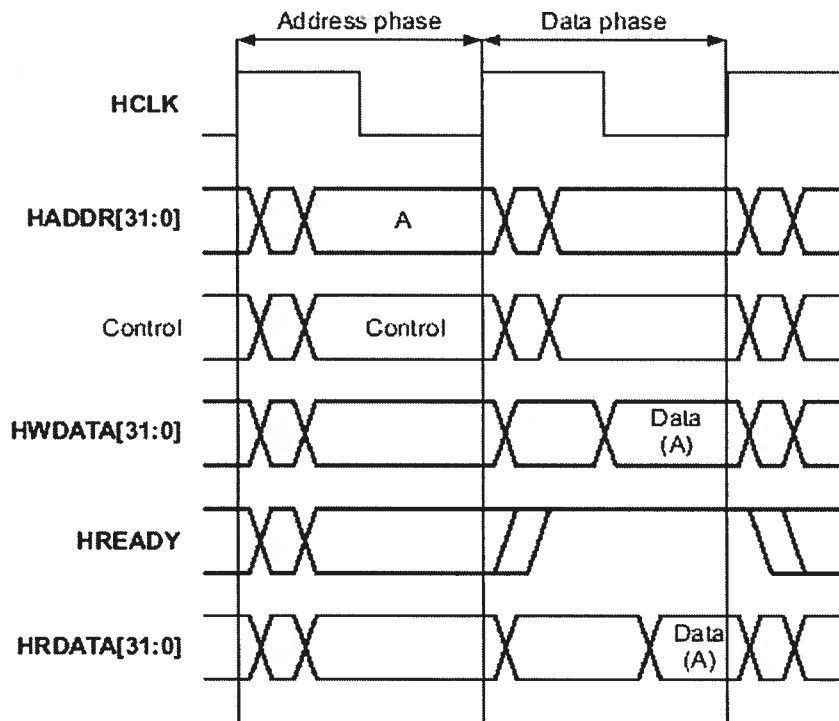 Address phase
Data phase
HCLK
HADDR[31:0]
A
Control
Control
HWDATA[31:0]
Data
(A)
HREADY
HRDATA[31:0]
Data
(A)